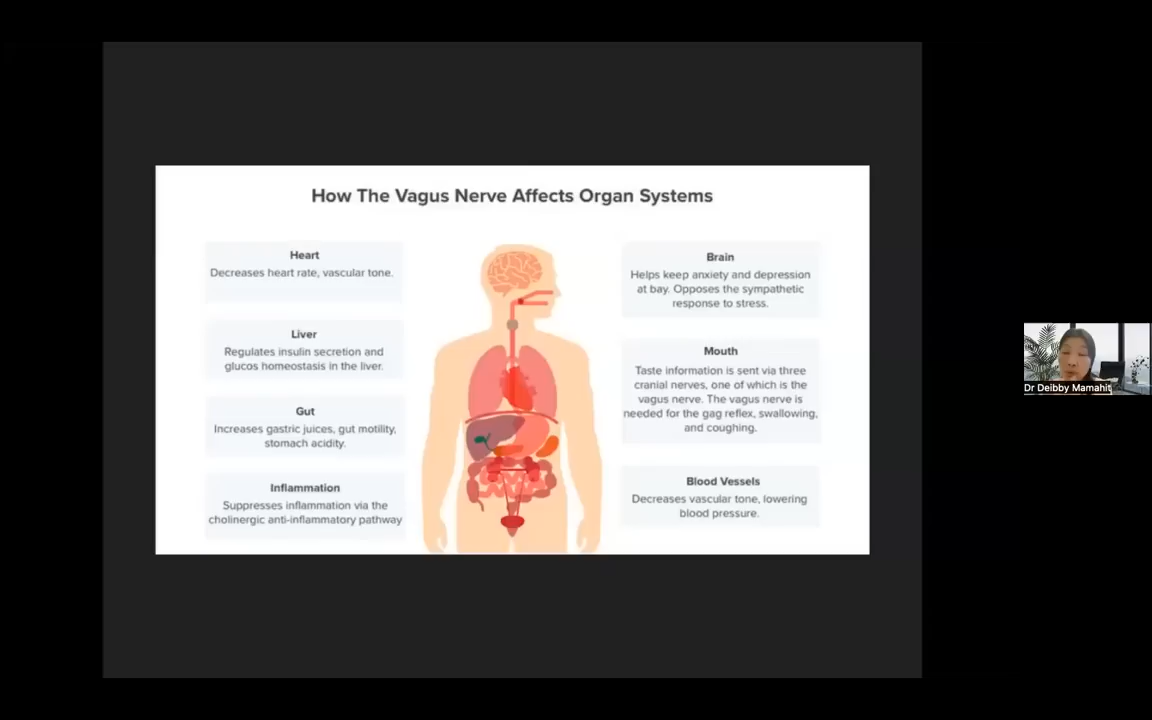 How The Vagus Nerve Affects Organ Systems
Heart
Decreases heart rate, vascular tone.
Liver
Regulates insulin secretion and
glucos homeostasis in the liver.
Gut
Increases gastric juices, gut motility,
stomach acidity.
Inflammation
Suppresses inflammation via the
cholinergic anti-inflammatory pathway
Brain
Helps keep anxiety and depression
at bay. Opposes the sympathetic
response to stress.
Mouth
Taste information is sent via three
cranial nerves, one of which is the
vagus nerve. The vagus nerve is
needed for the gag reflex, swallowing,
and coughing.
Blood Vessels
Decreases vascular tone, lowering
blood pressure.
Dr Deibby Mamahit